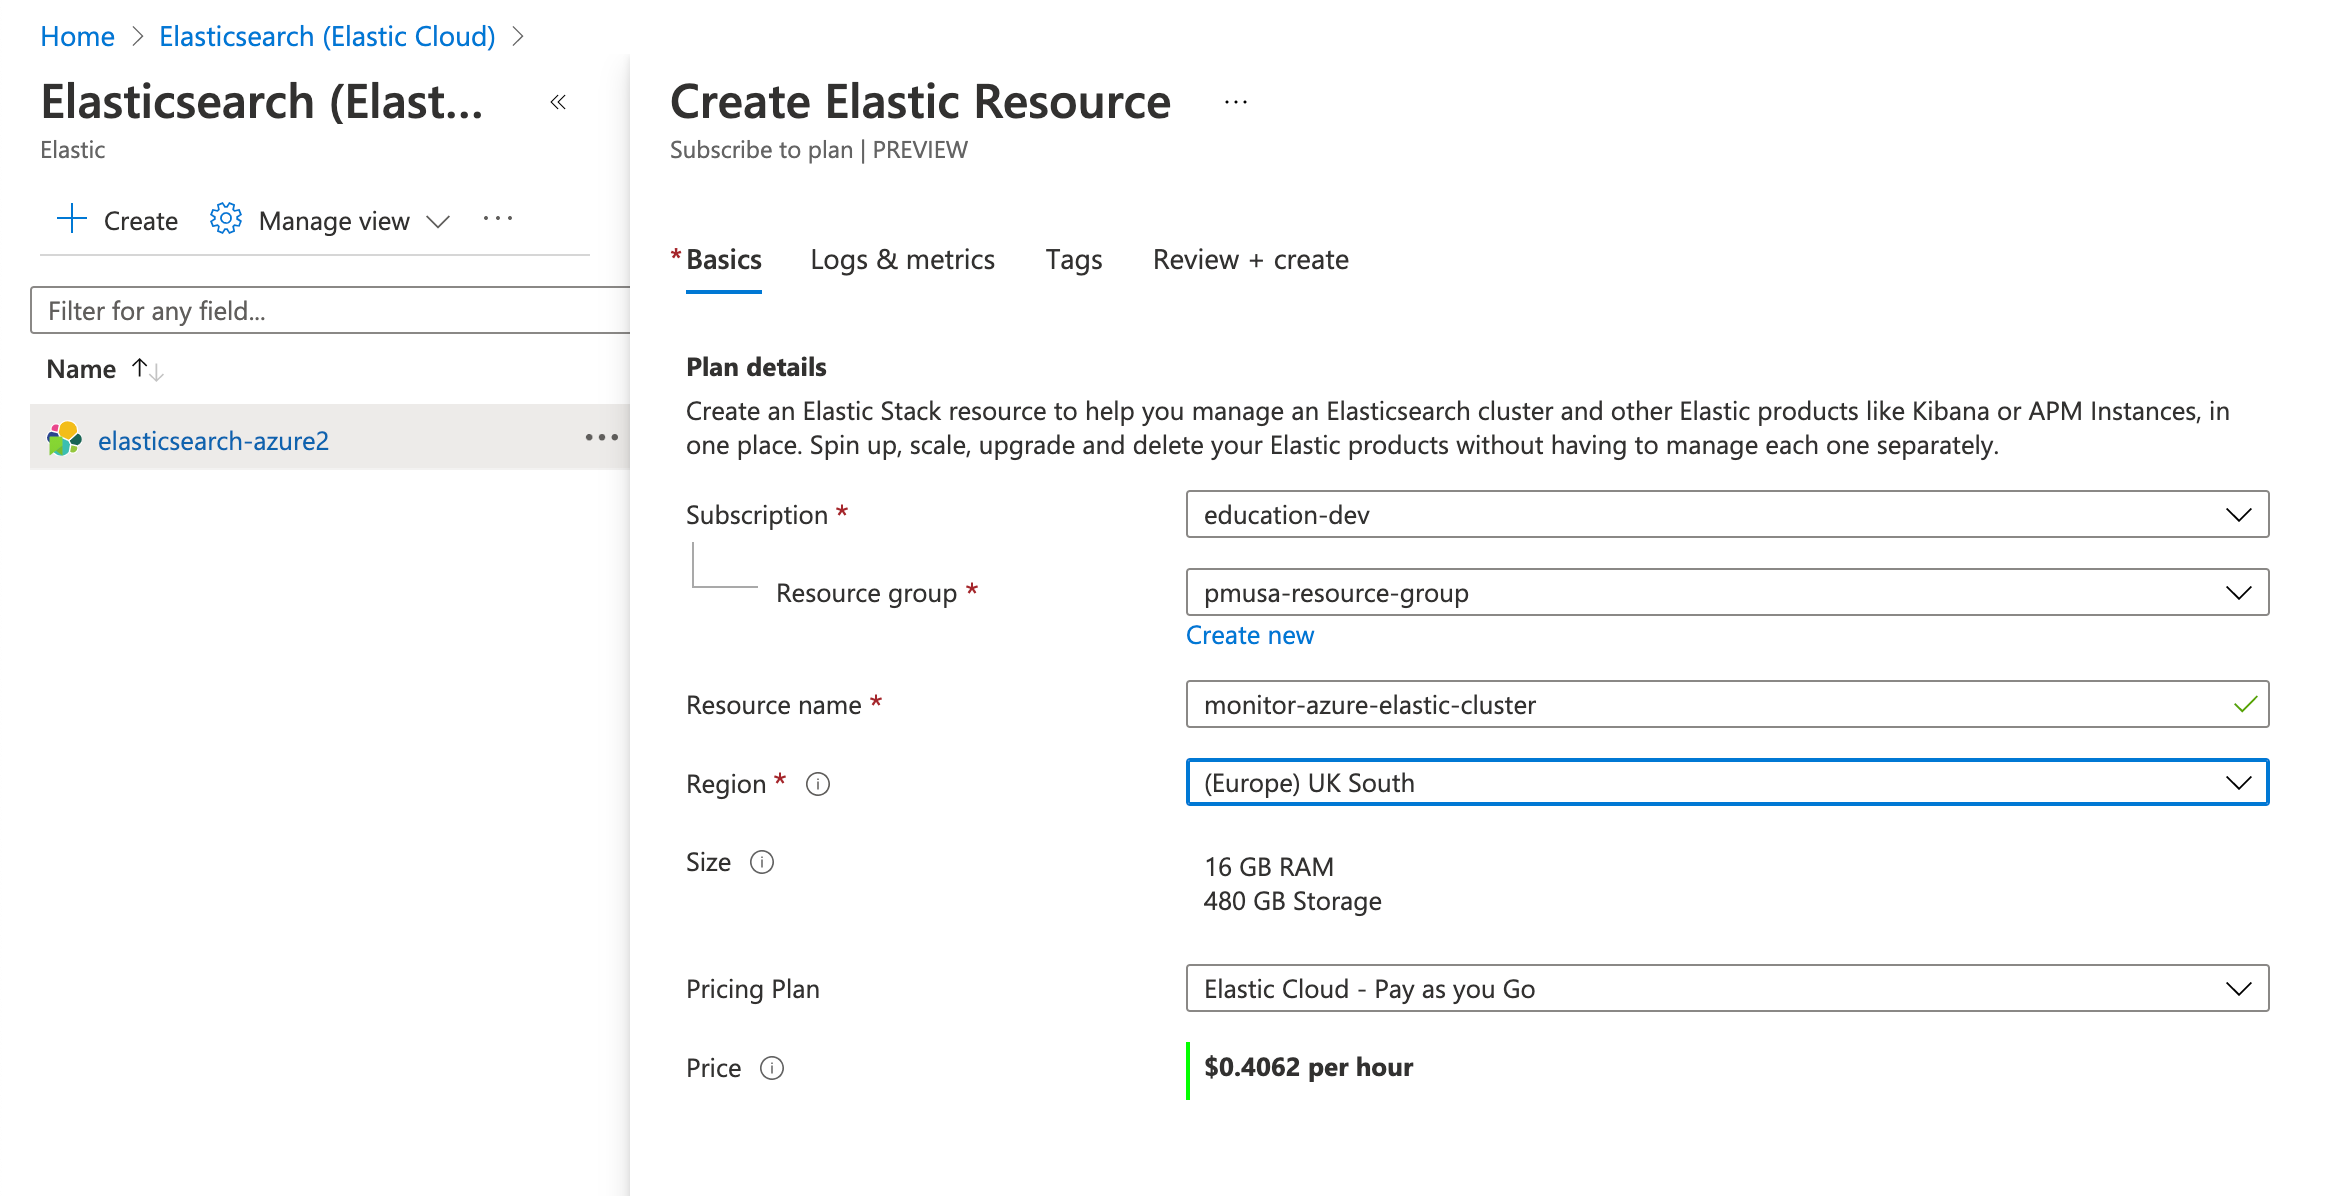 Home > Elasticsearch (Elastic Cloud) >
Elasticsearch (Elast...
«
Elastic
Create
Manage view
...
Filter for any field...
Name ↑↓
elasticsearch-azure2
...
Create Elastic Resource
...
Subscribe to plan | PREVIEW
* Basics
Logs & metrics
Tags
Review + create
Plan details
Create an Elastic Stack resource to help you manage an Elasticsearch cluster and other Elastic products like Kibana or APM Instances, in
one place. Spin up, scale, upgrade and delete your Elastic products without having to manage each one separately.
Subscription *
education-dev
Resource group *
pmusa-resource-group
Create new
Resource name *
monitor-azure-elastic-cluster
Region *
(Europe) UK South
Size
16 GB RAM
480 GB Storage
Pricing Plan
Elastic Cloud - Pay as you Go
Price
$0.4062 per hour